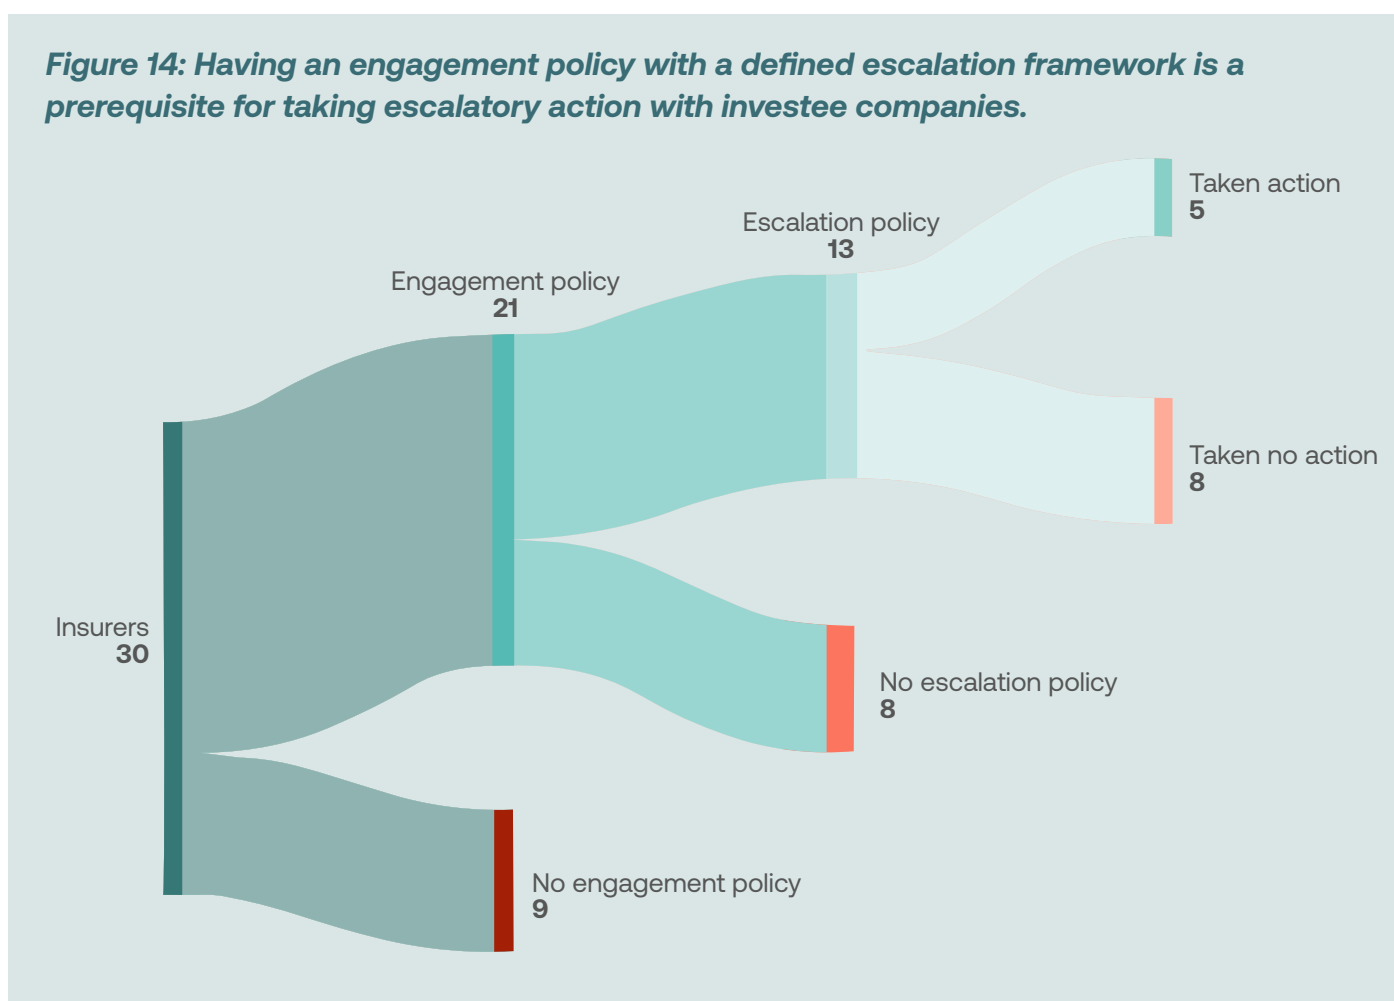 Figure 14: Having an engagement policy with a defined escalation framework is a
prerequisite for taking escalatory action with investee companies.
Taken action
5
Escalation policy
13
Engagement policy
21
Taken no action
8
Insurers
30
No escalation policy
8
No engagement policy
9